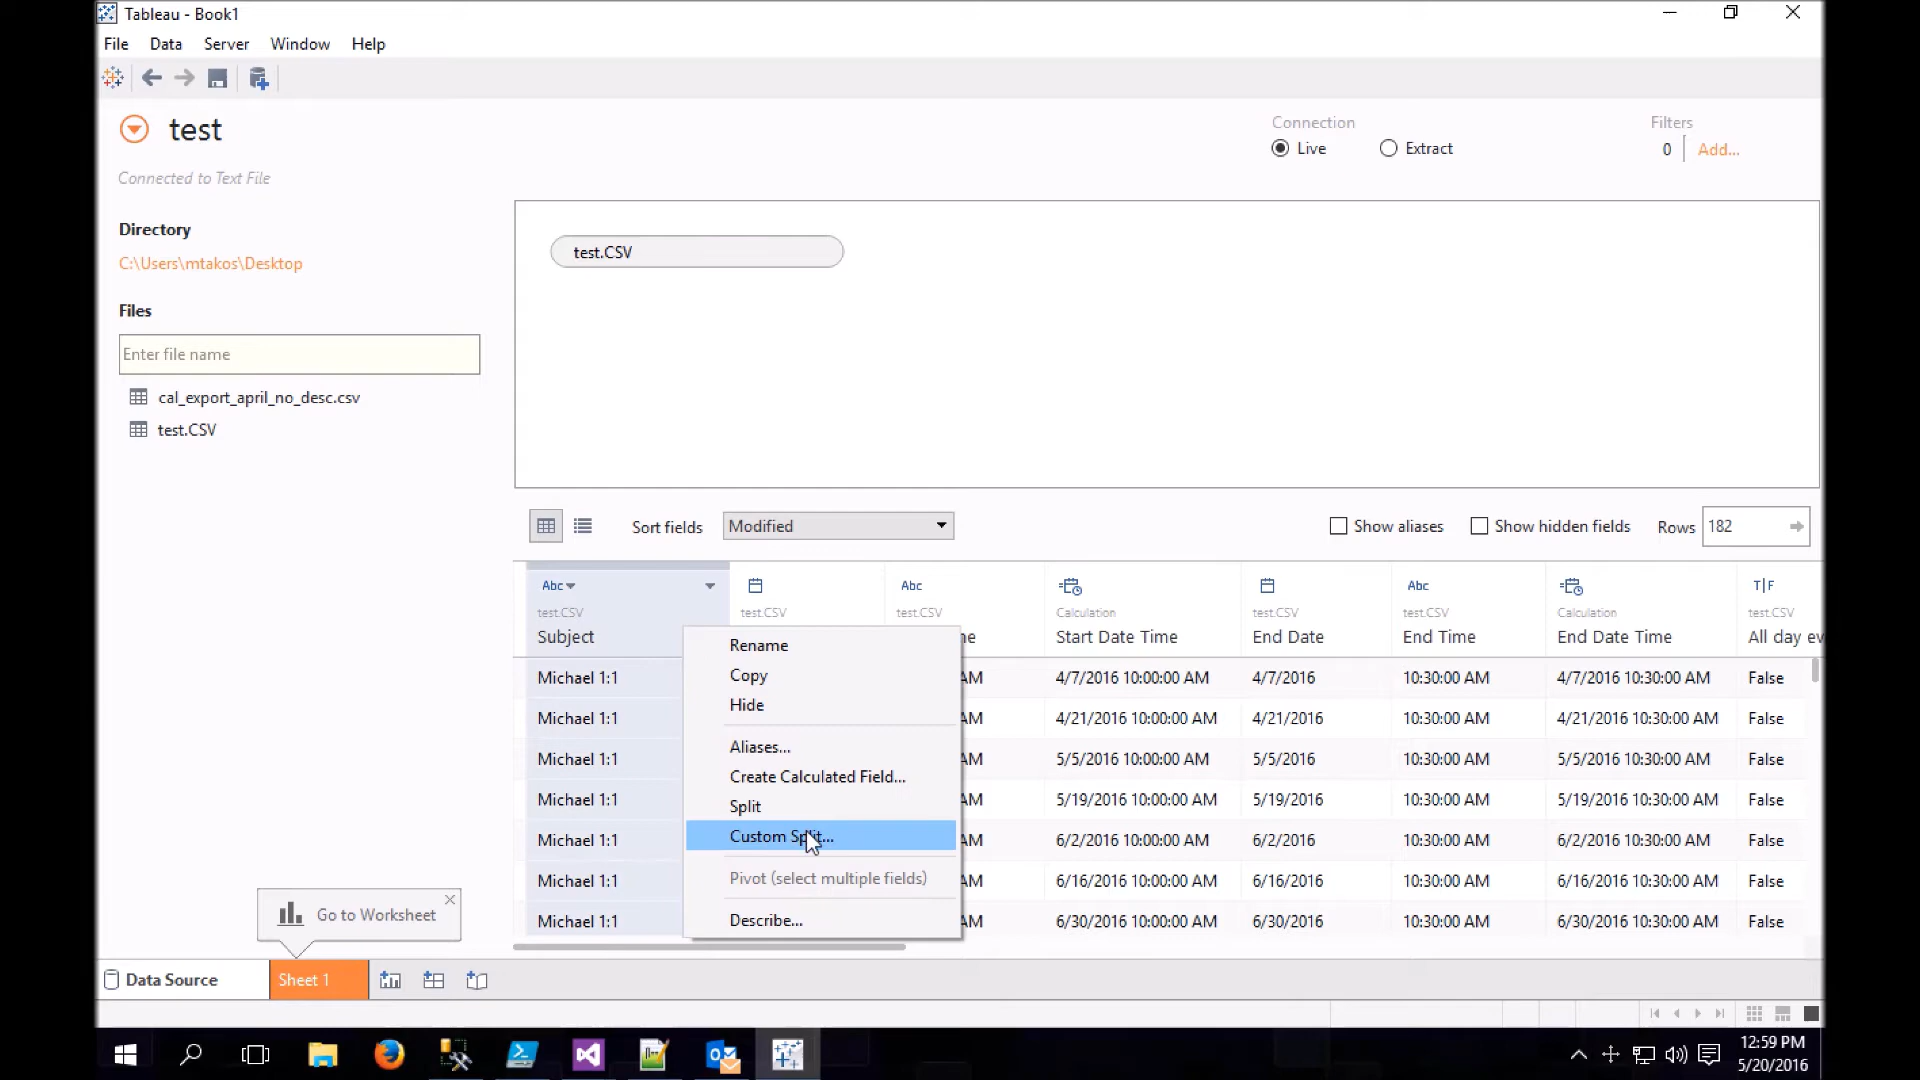 Tableau - Book1
File Data Server Window Help
test
Connected to Text File
Connection
Live
Extract
Filters
0
Add...
Directory
C:\Users\mtakos\Desktop
Files
Enter file name
cal_export_april_no_desc.csv
test.CSV
test.CSV
Sort fields Modified
Show aliases
Show hidden fields
Rows 182
Abc Abc Abc T|F
test.CSV test.CSV test.CSV Calculation test.CSV test.CSV Calculation test.CSV
Subject Start Date Time End Date End Time End Date Time All day ev
Michael 1:1 AM 4/7/2016 10:00:00 AM 4/7/2016 10:30:00 AM 4/7/2016 10:30:00 AM False
Michael 1:1 AM 4/21/2016 10:00:00 AM 4/21/2016 10:30:00 AM 4/21/2016 10:30:00 AM False
Michael 1:1 AM 5/5/2016 10:00:00 AM 5/5/2016 10:30:00 AM 5/5/2016 10:30:00 AM False
Michael 1:1 AM 5/19/2016 10:00:00 AM 5/19/2016 10:30:00 AM 5/19/2016 10:30:00 AM False
Michael 1:1 AM 6/2/2016 10:00:00 AM 6/2/2016 10:30:00 AM 6/2/2016 10:30:00 AM False
Michael 1:1 AM 6/16/2016 10:00:00 AM 6/16/2016 10:30:00 AM 6/16/2016 10:30:00 AM False
Michael 1:1 AM 6/30/2016 10:00:00 AM 6/30/2016 10:30:00 AM 6/30/2016 10:30:00 AM False
Rename
Copy
Hide
Aliases...
Create Calculated Field...
Split
Custom Split...
Pivot (select multiple fields)
Describe...
Go to Worksheet
Data Source
Sheet 1
12:59 PM
5/20/2016